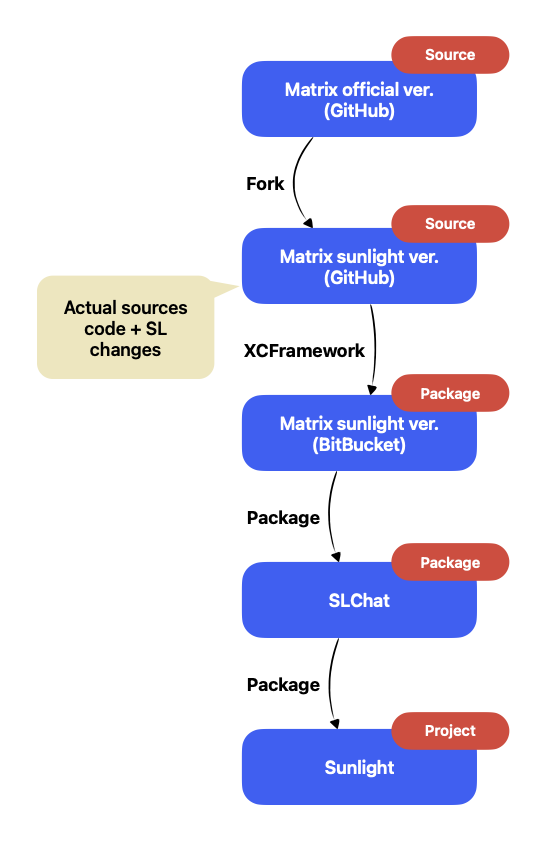 Source
Matrix official ver.
(GitHub)
Fork
Source
Matrix sunlight ver.
(GitHub)
Actual sources
code + SL
changes
XCFramework
Package
Matrix sunlight ver.
(BitBucket)
Package
Package
SLChat
Package
Project
Sunlight